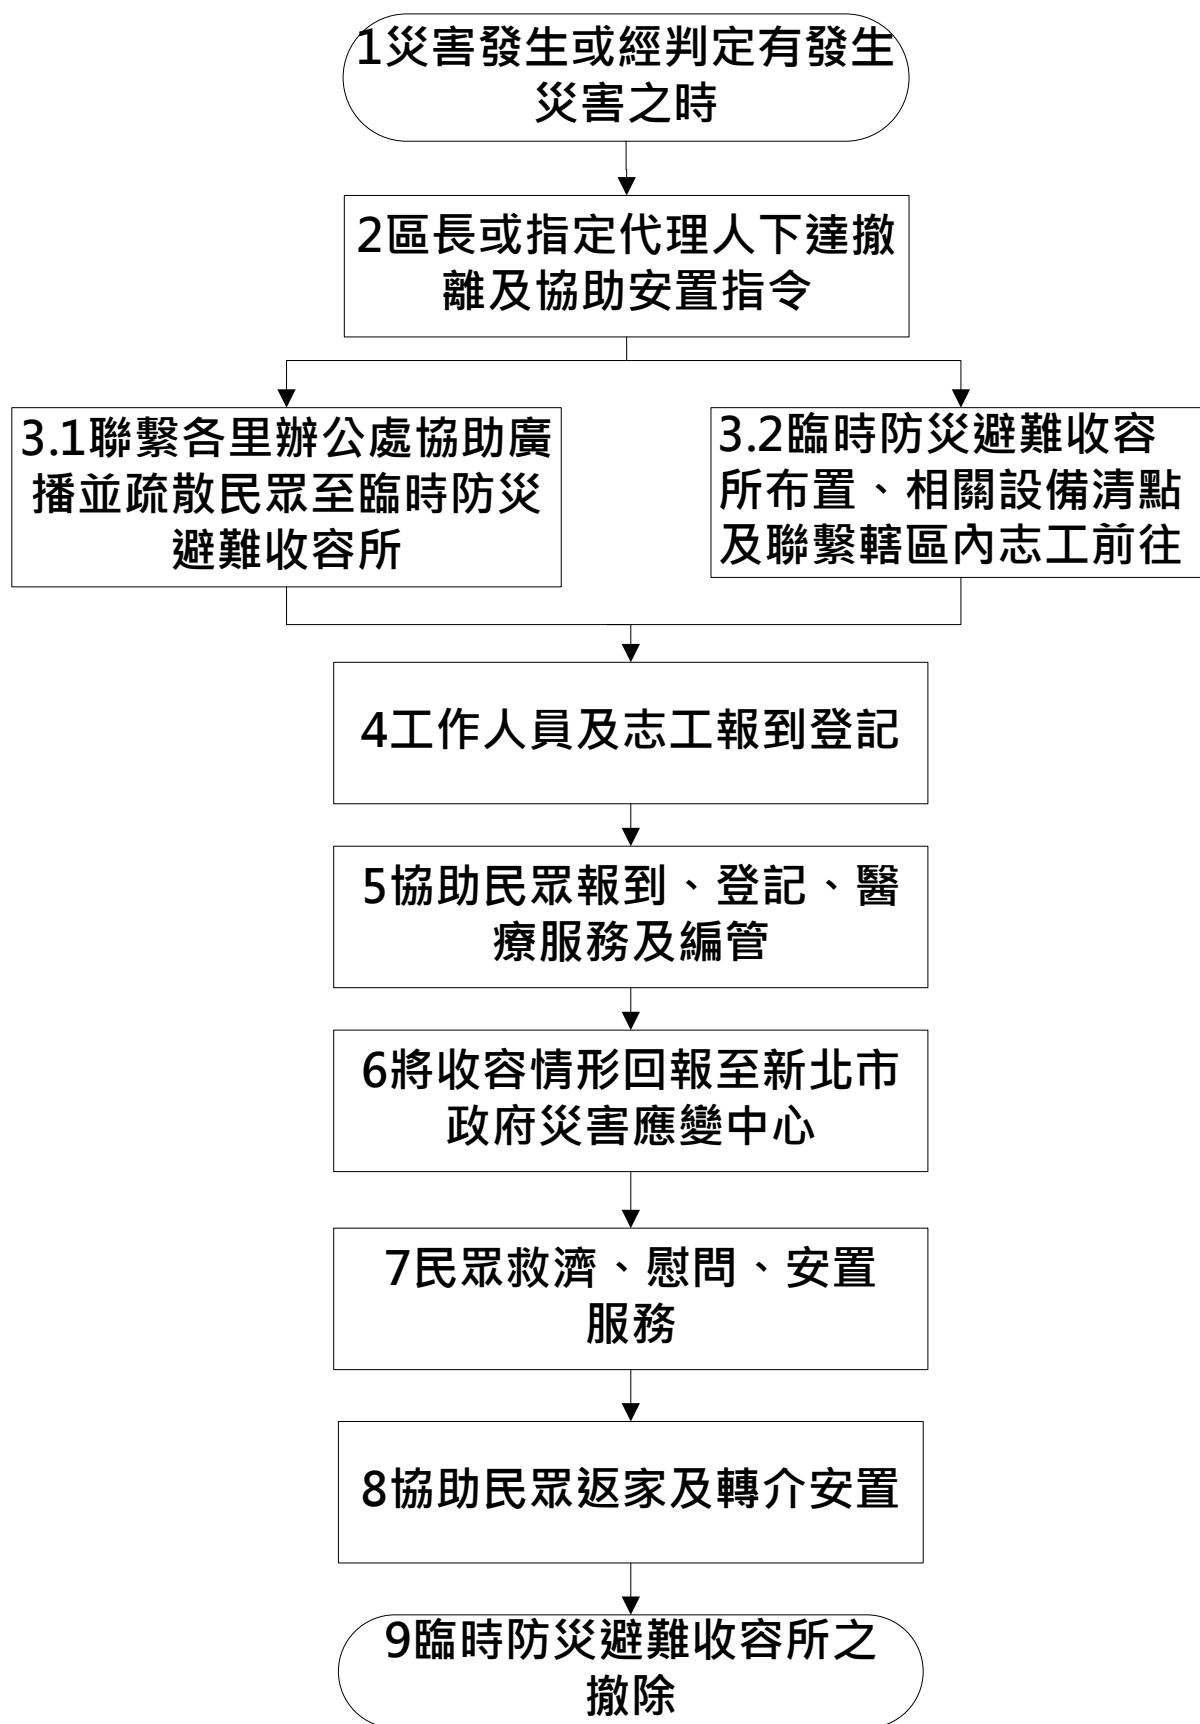 1災害發生或經判定有發生
災害之時
2區長或指定代理人下達撤
離及協助安置指令
3.1聯繫各里辦公處協助廣
播並疏散民眾至臨時防災
避難收容所
3.2臨時防災避難收容
所布置、相關設備清點
及聯繫轄區內志工前往
4工作人員及志工報到登記
5協助民眾報到、登記、醫
療服務及編管
6將收容情形回報至新北市
政府災害應變中心
7民眾救濟、慰問、安置
服務
8協助民眾返家及轉介安置
9臨時防災避難收容所之
撤除